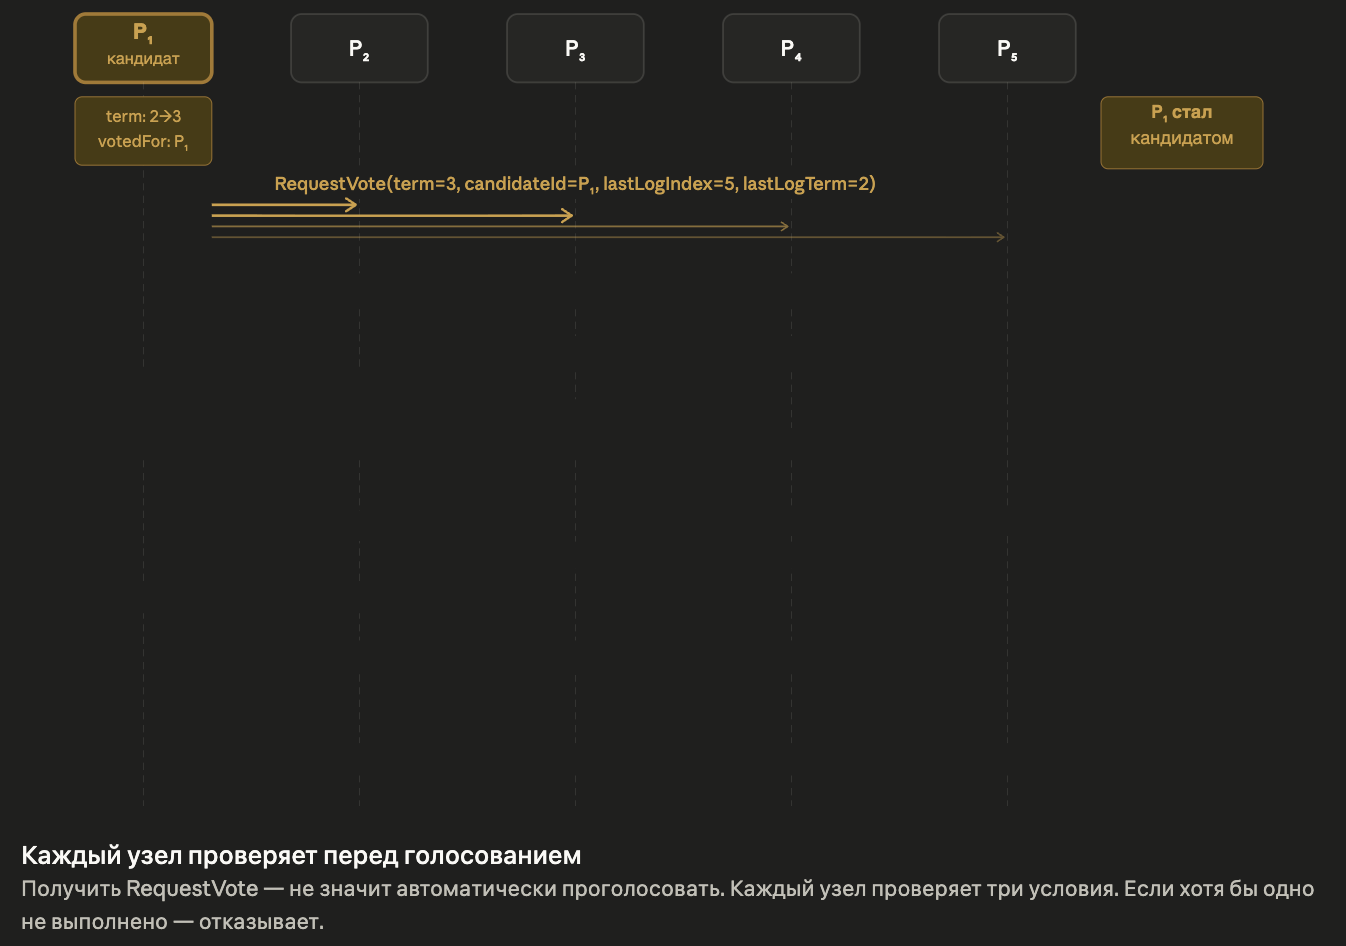 P₁
кандидат
P₂
P₃
P₄
P₅
term: 2→3
votedFor: P₁
P₁ стал
кандидатом
RequestVote(term=3, candidateId=P₁, lastLogIndex=5, lastLogTerm=2)
Каждый узел проверяет перед голосованием
Получить RequestVote — не значит автоматически проголосовать. Каждый узел проверяет три условия. Если хотя бы одно
не выполнено — отказывает.